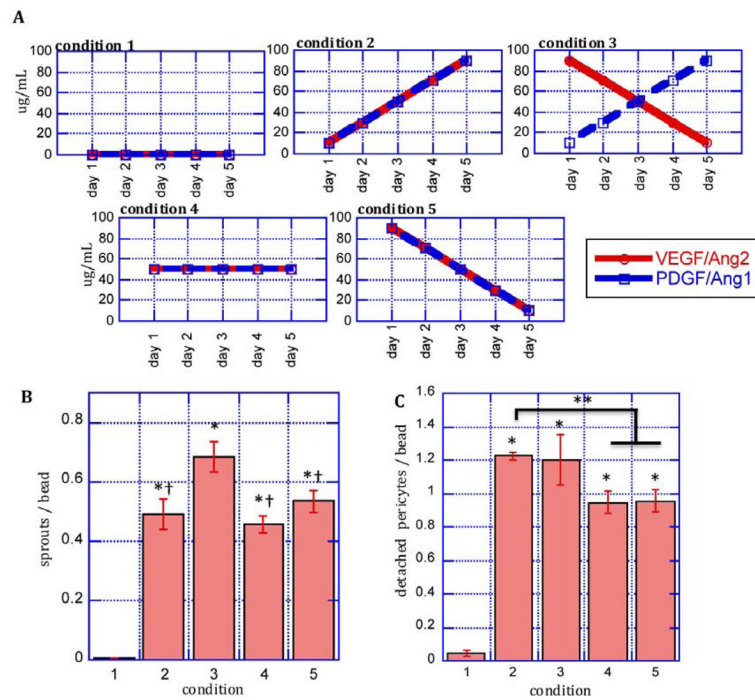 A
condition 1
condition 2
condition 3
ug/mL
100
80
60
40
20
0
day 1
day 2
day 3
day 4
day 5
100
80
60
40
20
0
day 1
day 2
day 3
day 4
day 5
100
80
60
40
20
0
day 1
day 2
day 3
day 4
day 5
condition 4
condition 5
ug/mL
100
80
60
40
20
0
day 1
day 2
day 3
day 4
day 5
100
80
60
40
20
0
day 1
day 2
day 3
day 4
day 5
VEGF/Ang2
PDGF/Ang1
B
sprouts / bead
0.8
0.6
0.4
0.2
0
*† * *† *†
1 2 3 4 5
condition
C
detached pericytes / bead
1.6
1.4
1.2
1
0.8
0.6
0.4
0.2
0
**
* * * *
1 2 3 4 5
condition